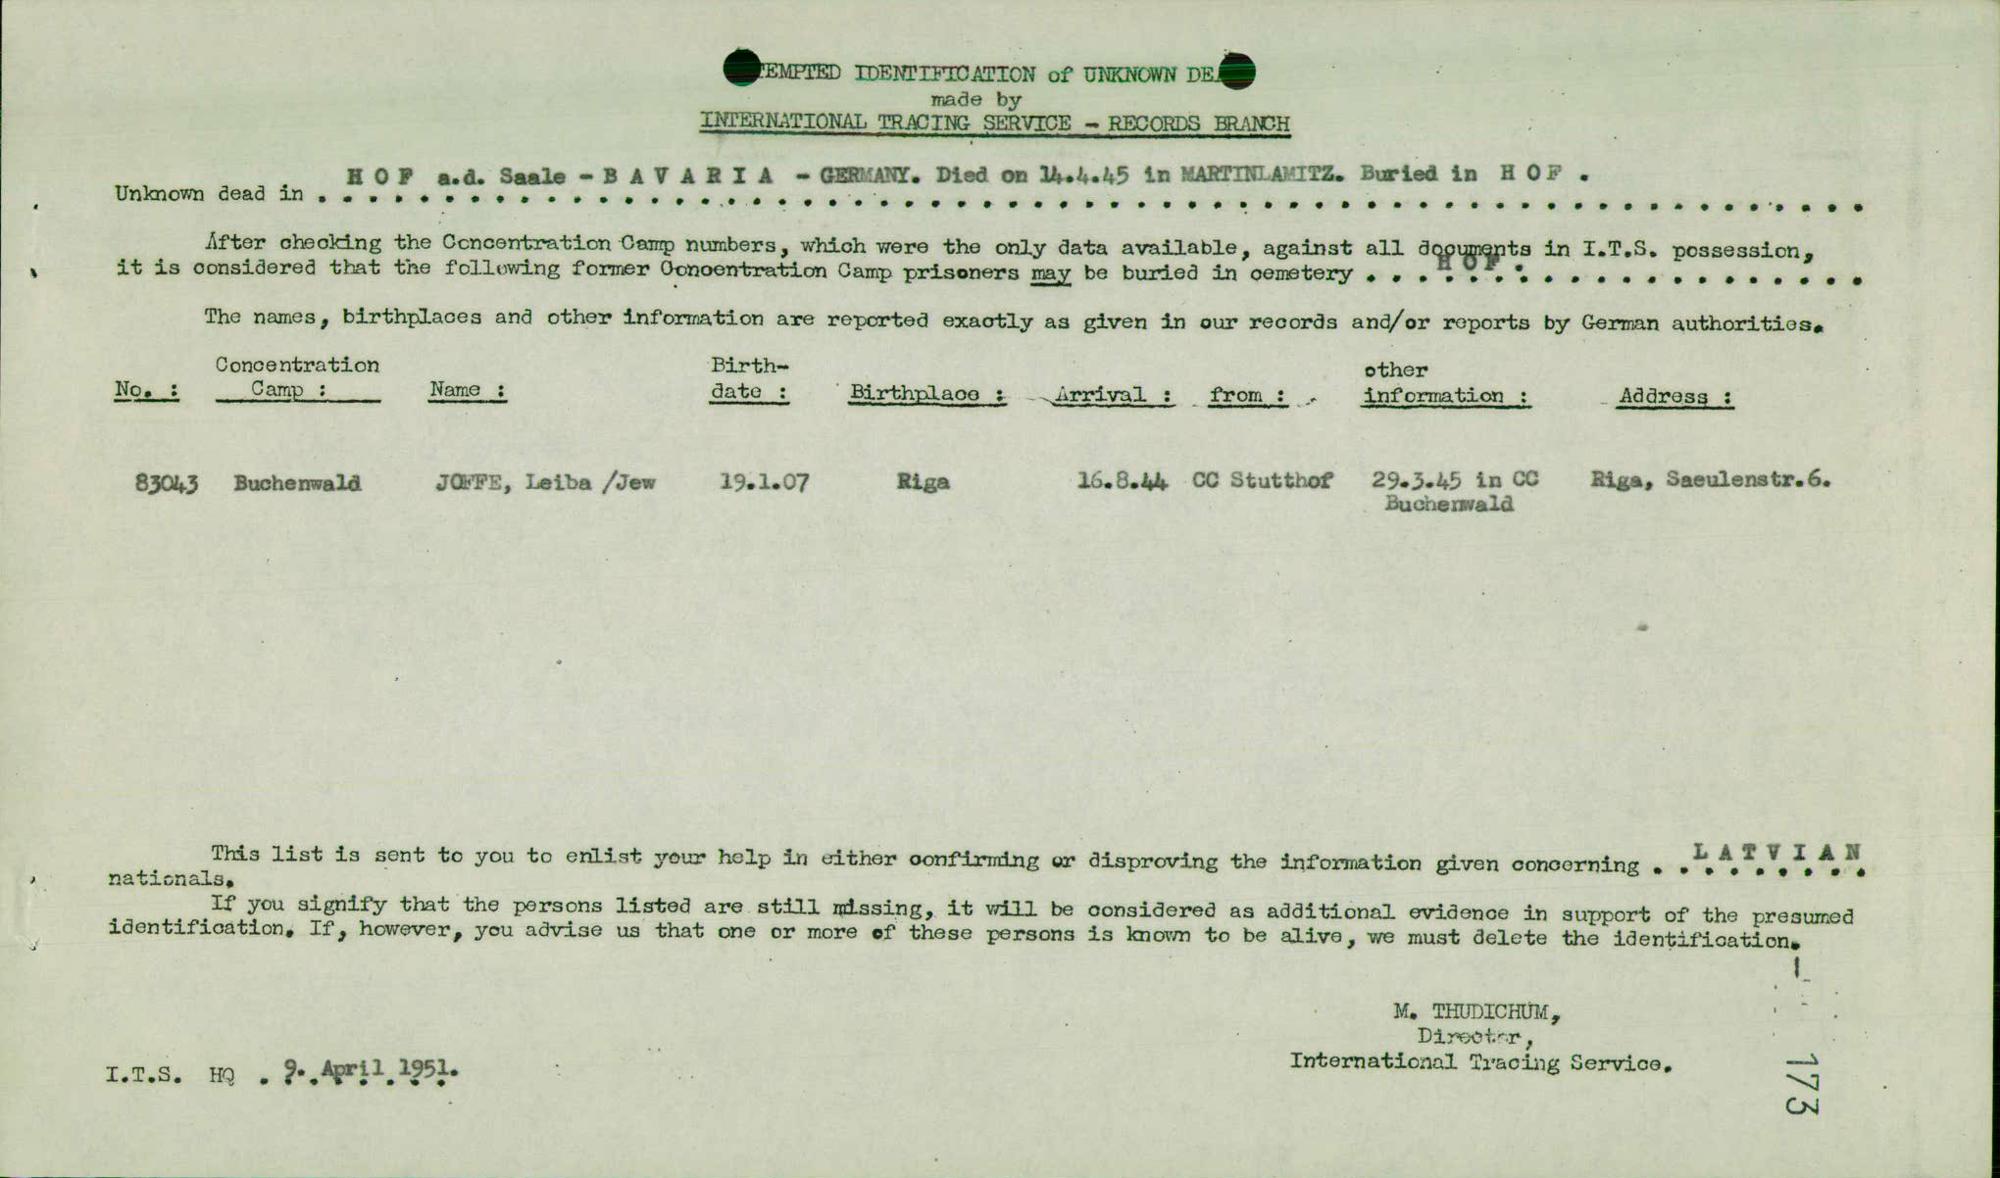 EMPTED IDENTIFICATION of UNKNOWN DE
made by
INTERNATIONAL TRACING SERVICE - RECORDS BRANCH
Unknown dead in H O F a.d. Saale - B A V A R I A - GERMANY. Died on 14.4.45 in MARTINLAMITZ. Buried in H O F .
After checking the Concentration Camp numbers, which were the only data available, against all documents in I.T.S. possession,
it is considered that the following former Concentration Camp prisoners may be buried in cemetery . . . H O F . . . . . . . . . . . . . . . .
The names, birthplaces and other information are reported exactly as given in our records and/or reports by German authorities.
No. : Concentration Camp : Name : Birth-date : Birthplace : Arrival : from : other information : Address :
83043 Buchenwald JOFFE, Leiba /Jew 19.1.07 Riga 16.8.44 CC Stutthof 29.3.45 in CC Riga, Saeulenstr.6.
Buchenwald
This list is sent to you to enlist your help in either confirming or disproving the information given concerning . L A T V I A N
nationals.
If you signify that the persons listed are still missing, it will be considered as additional evidence in support of the presumed
identification. If, however, you advise us that one or more of these persons is known to be alive, we must delete the identification.
M. THUDICHUM,
Director,
International Tracing Service.
I.T.S. HQ . 9. April 1951.
173